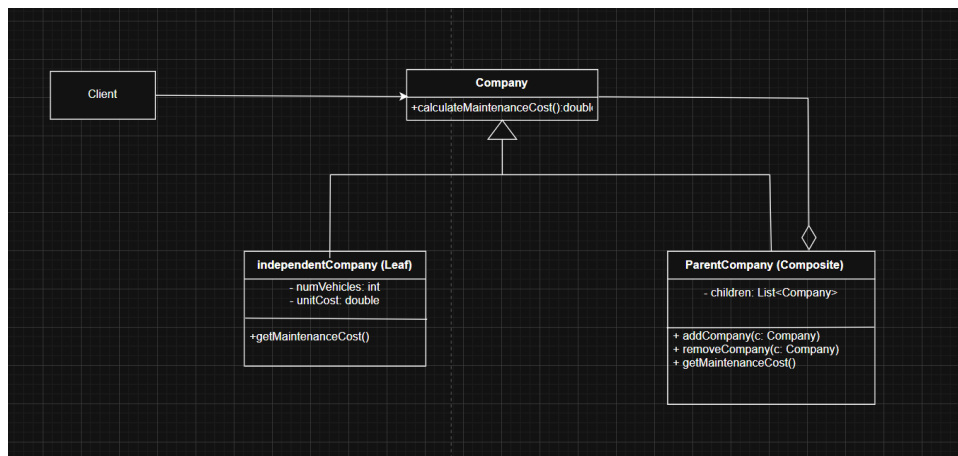 Client
Company
+calculateMaintenanceCost():doubl
independentCompany (Leaf)
- numVehicles: int
- unitCost: double
+getMaintenanceCost()
ParentCompany (Composite)
- children: List<Company>
+ addCompany(c: Company)
+ removeCompany(c: Company)
+ getMaintenanceCost()